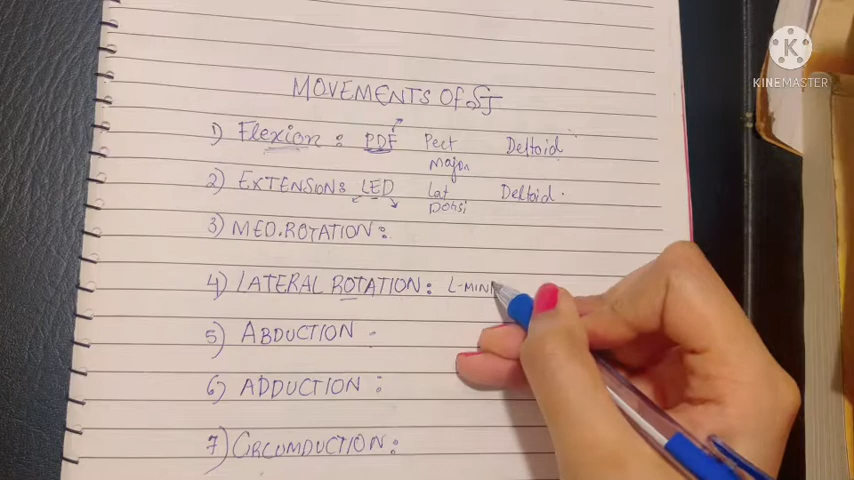 KINEMASTER
MOVEMENTS OF SJ
1) Flexion : PDF Pect Deltoid
Major
2) EXTENSION : LED Lat Deltoid.
Dorsi
3) MED. ROTATION :
4) LATERAL ROTATION : L-MIN
5) ABDUCTION
6) ADDUCTION :
7) CIRCUMDUCTION :